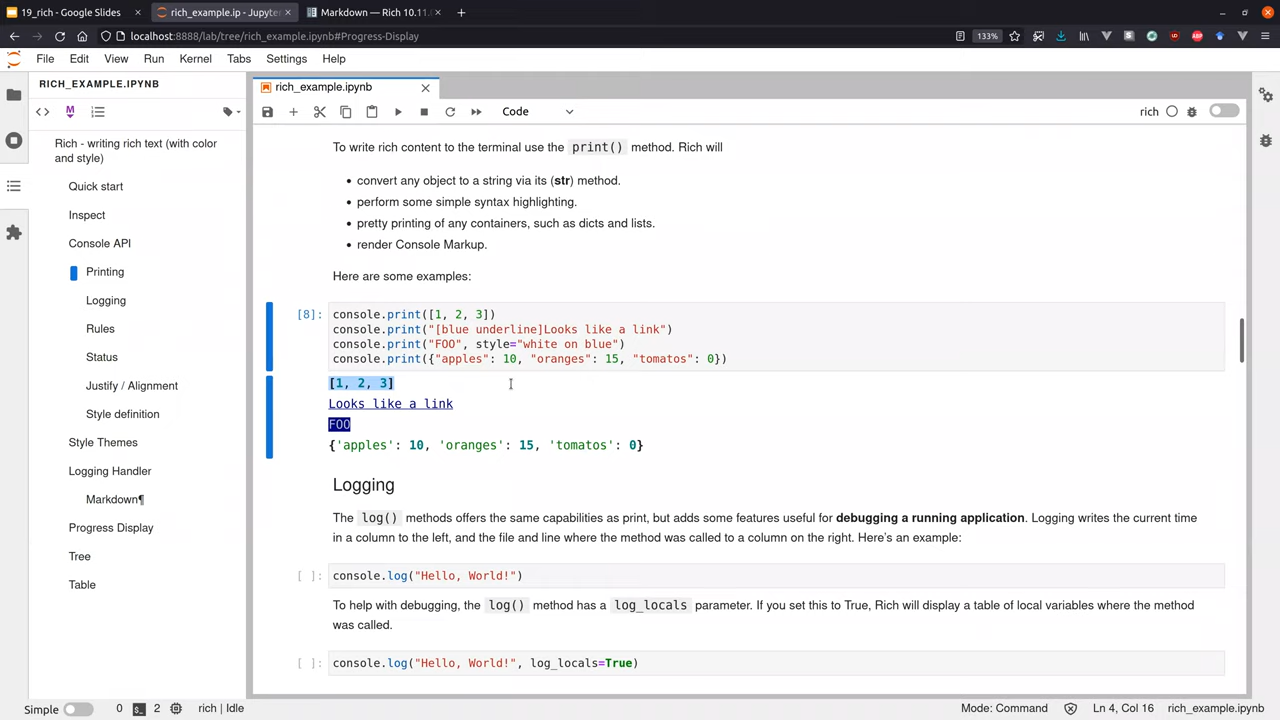 19_rich - Google Slides
rich_example.ip - Jupyter
Markdown — Rich 10.11.0
localhost:8888/lab/tree/rich_example.ipynb#Progress-Display
133%
File Edit View Run Kernel Tabs Settings Help
RICH_EXAMPLE.IPYNB
rich_example.ipynb
Code
rich
Rich - writing rich text (with color
and style)
Quick start
Inspect
Console API
Printing
Logging
Rules
Status
Justify / Alignment
Style definition
Style Themes
Logging Handler
Markdown¶
Progress Display
Tree
Table
To write rich content to the terminal use the print() method. Rich will
• convert any object to a string via its (str) method.
• perform some simple syntax highlighting.
• pretty printing of any containers, such as dicts and lists.
• render Console Markup.
Here are some examples:
[8]: console.print([1, 2, 3])
console.print("[blue underline]Looks like a link")
console.print("FOO", style="white on blue")
console.print({"apples": 10, "oranges": 15, "tomatos": 0})
[1, 2, 3]
Looks like a link
FOO
{'apples': 10, 'oranges': 15, 'tomatos': 0}
Logging
The log() methods offers the same capabilities as print, but adds some features useful for debugging a running application. Logging writes the current time
in a column to the left, and the file and line where the method was called to a column on the right. Here's an example:
[ ]: console.log("Hello, World!")
To help with debugging, the log() method has a log_locals parameter. If you set this to True, Rich will display a table of local variables where the method
was called.
[ ]: console.log("Hello, World!", log_locals=True)
Simple 0 2 rich | Idle Mode: Command Ln 4, Col 16 rich_example.ipynb